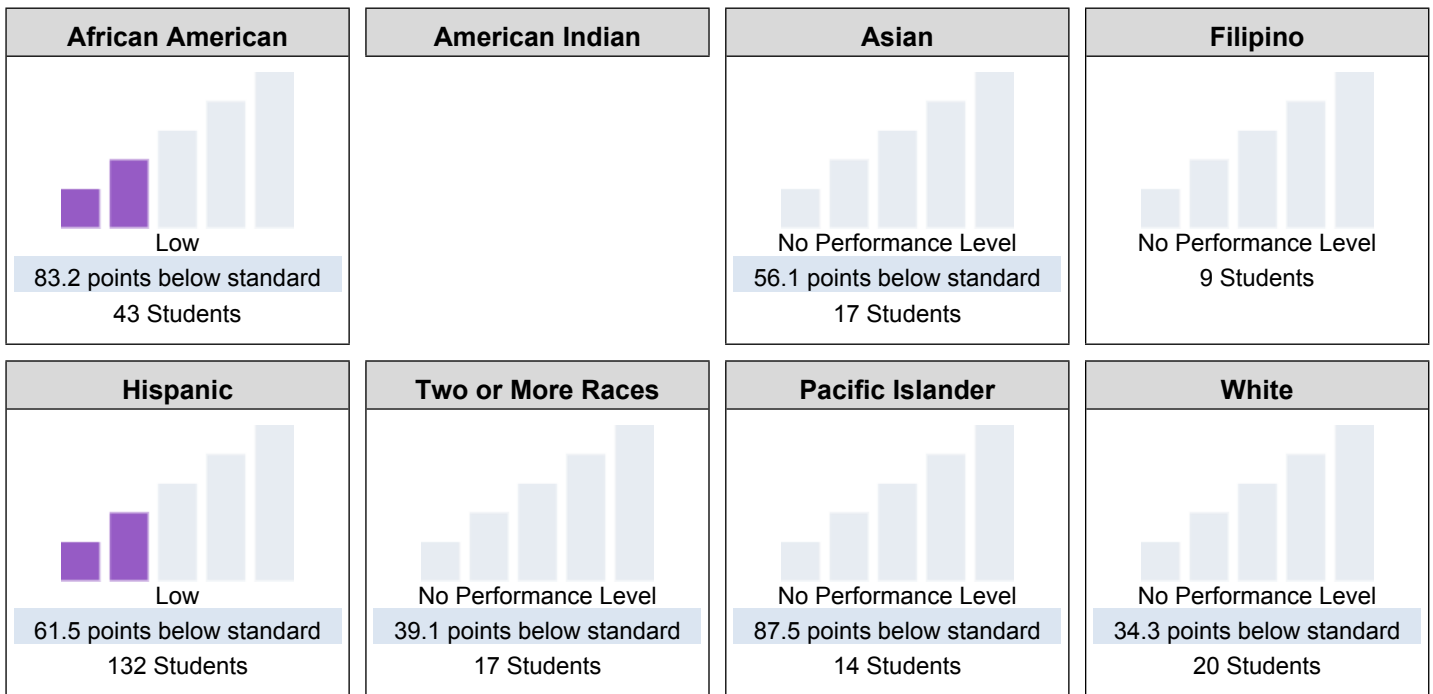 African American
Low
83.2 points below standard
43 Students
American Indian
Asian
No Performance Level
56.1 points below standard
17 Students
Filipino
No Performance Level
9 Students
Hispanic
Low
61.5 points below standard
132 Students
Two or More Races
No Performance Level
39.1 points below standard
17 Students
Pacific Islander
No Performance Level
87.5 points below standard
14 Students
White
No Performance Level
34.3 points below standard
20 Students